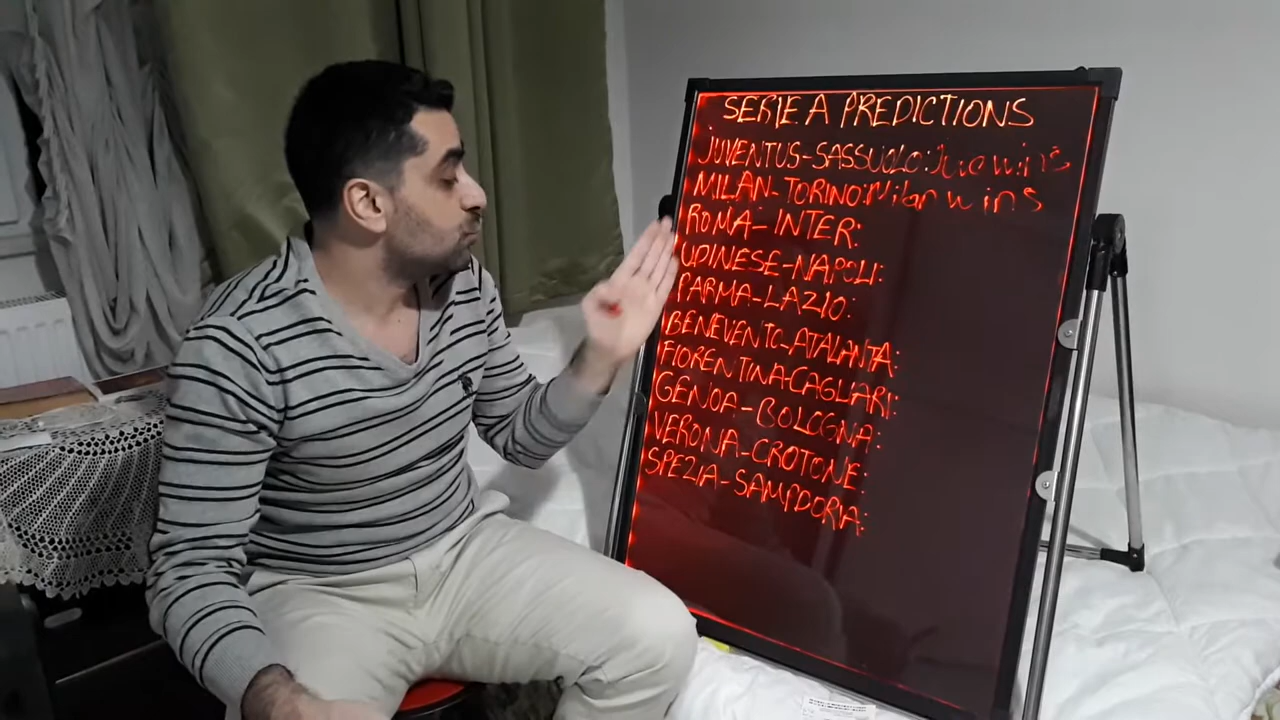 SERIE A PREDICTIONS
JUVENTUS-SASSUOLO:Juve wins
MILAN-TORINO:Milan wins
ROMA-INTER:
UDINESE-NAPOLI:
PARMA-LAZIO:
BENEVENTO-ATALANTA:
FIORENTINA-CAGLIARI:
GENOA-BOLOGNA:
VERONA-CROTONE:
SPEZIA-SAMPDORIA: